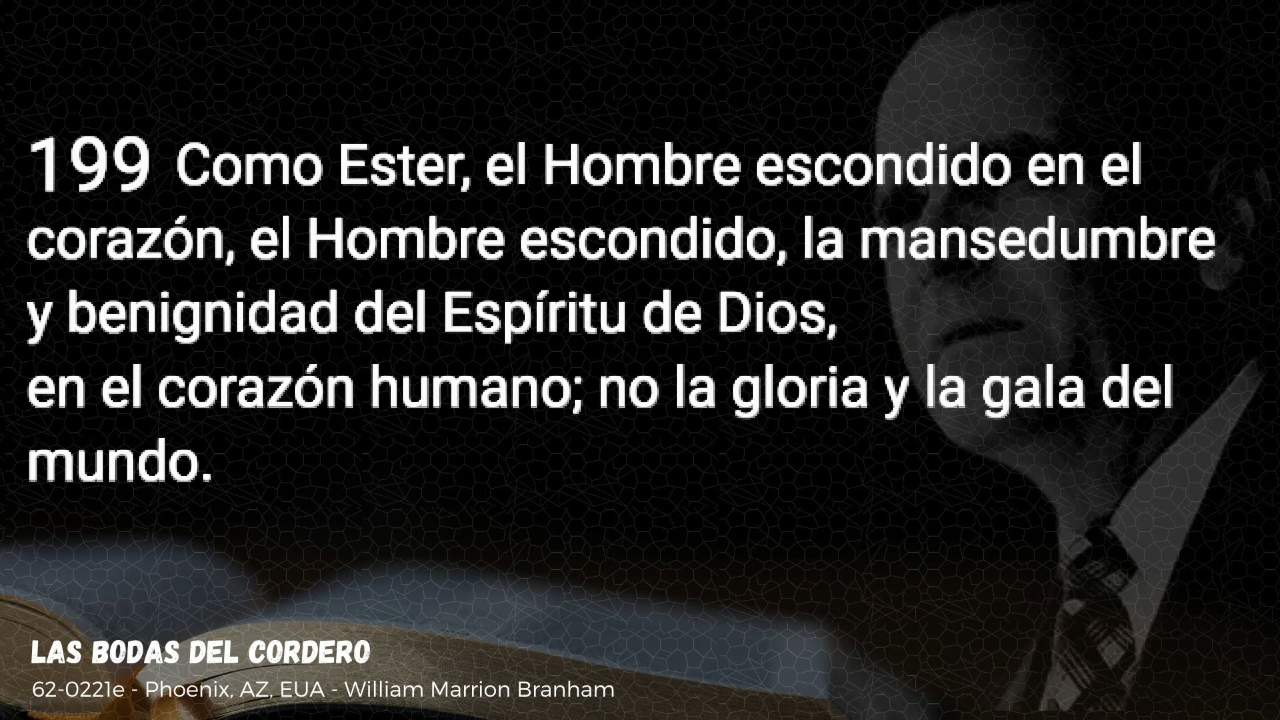 199 Como Ester, el Hombre escondido en el
corazón, el Hombre escondido, la mansedumbre
y benignidad del Espíritu de Dios,
en el corazón humano; no la gloria y la gala del
mundo.
LAS BODAS DEL CORDERO
62-0221e - Phoenix, AZ, EUA - William Marrion Branham